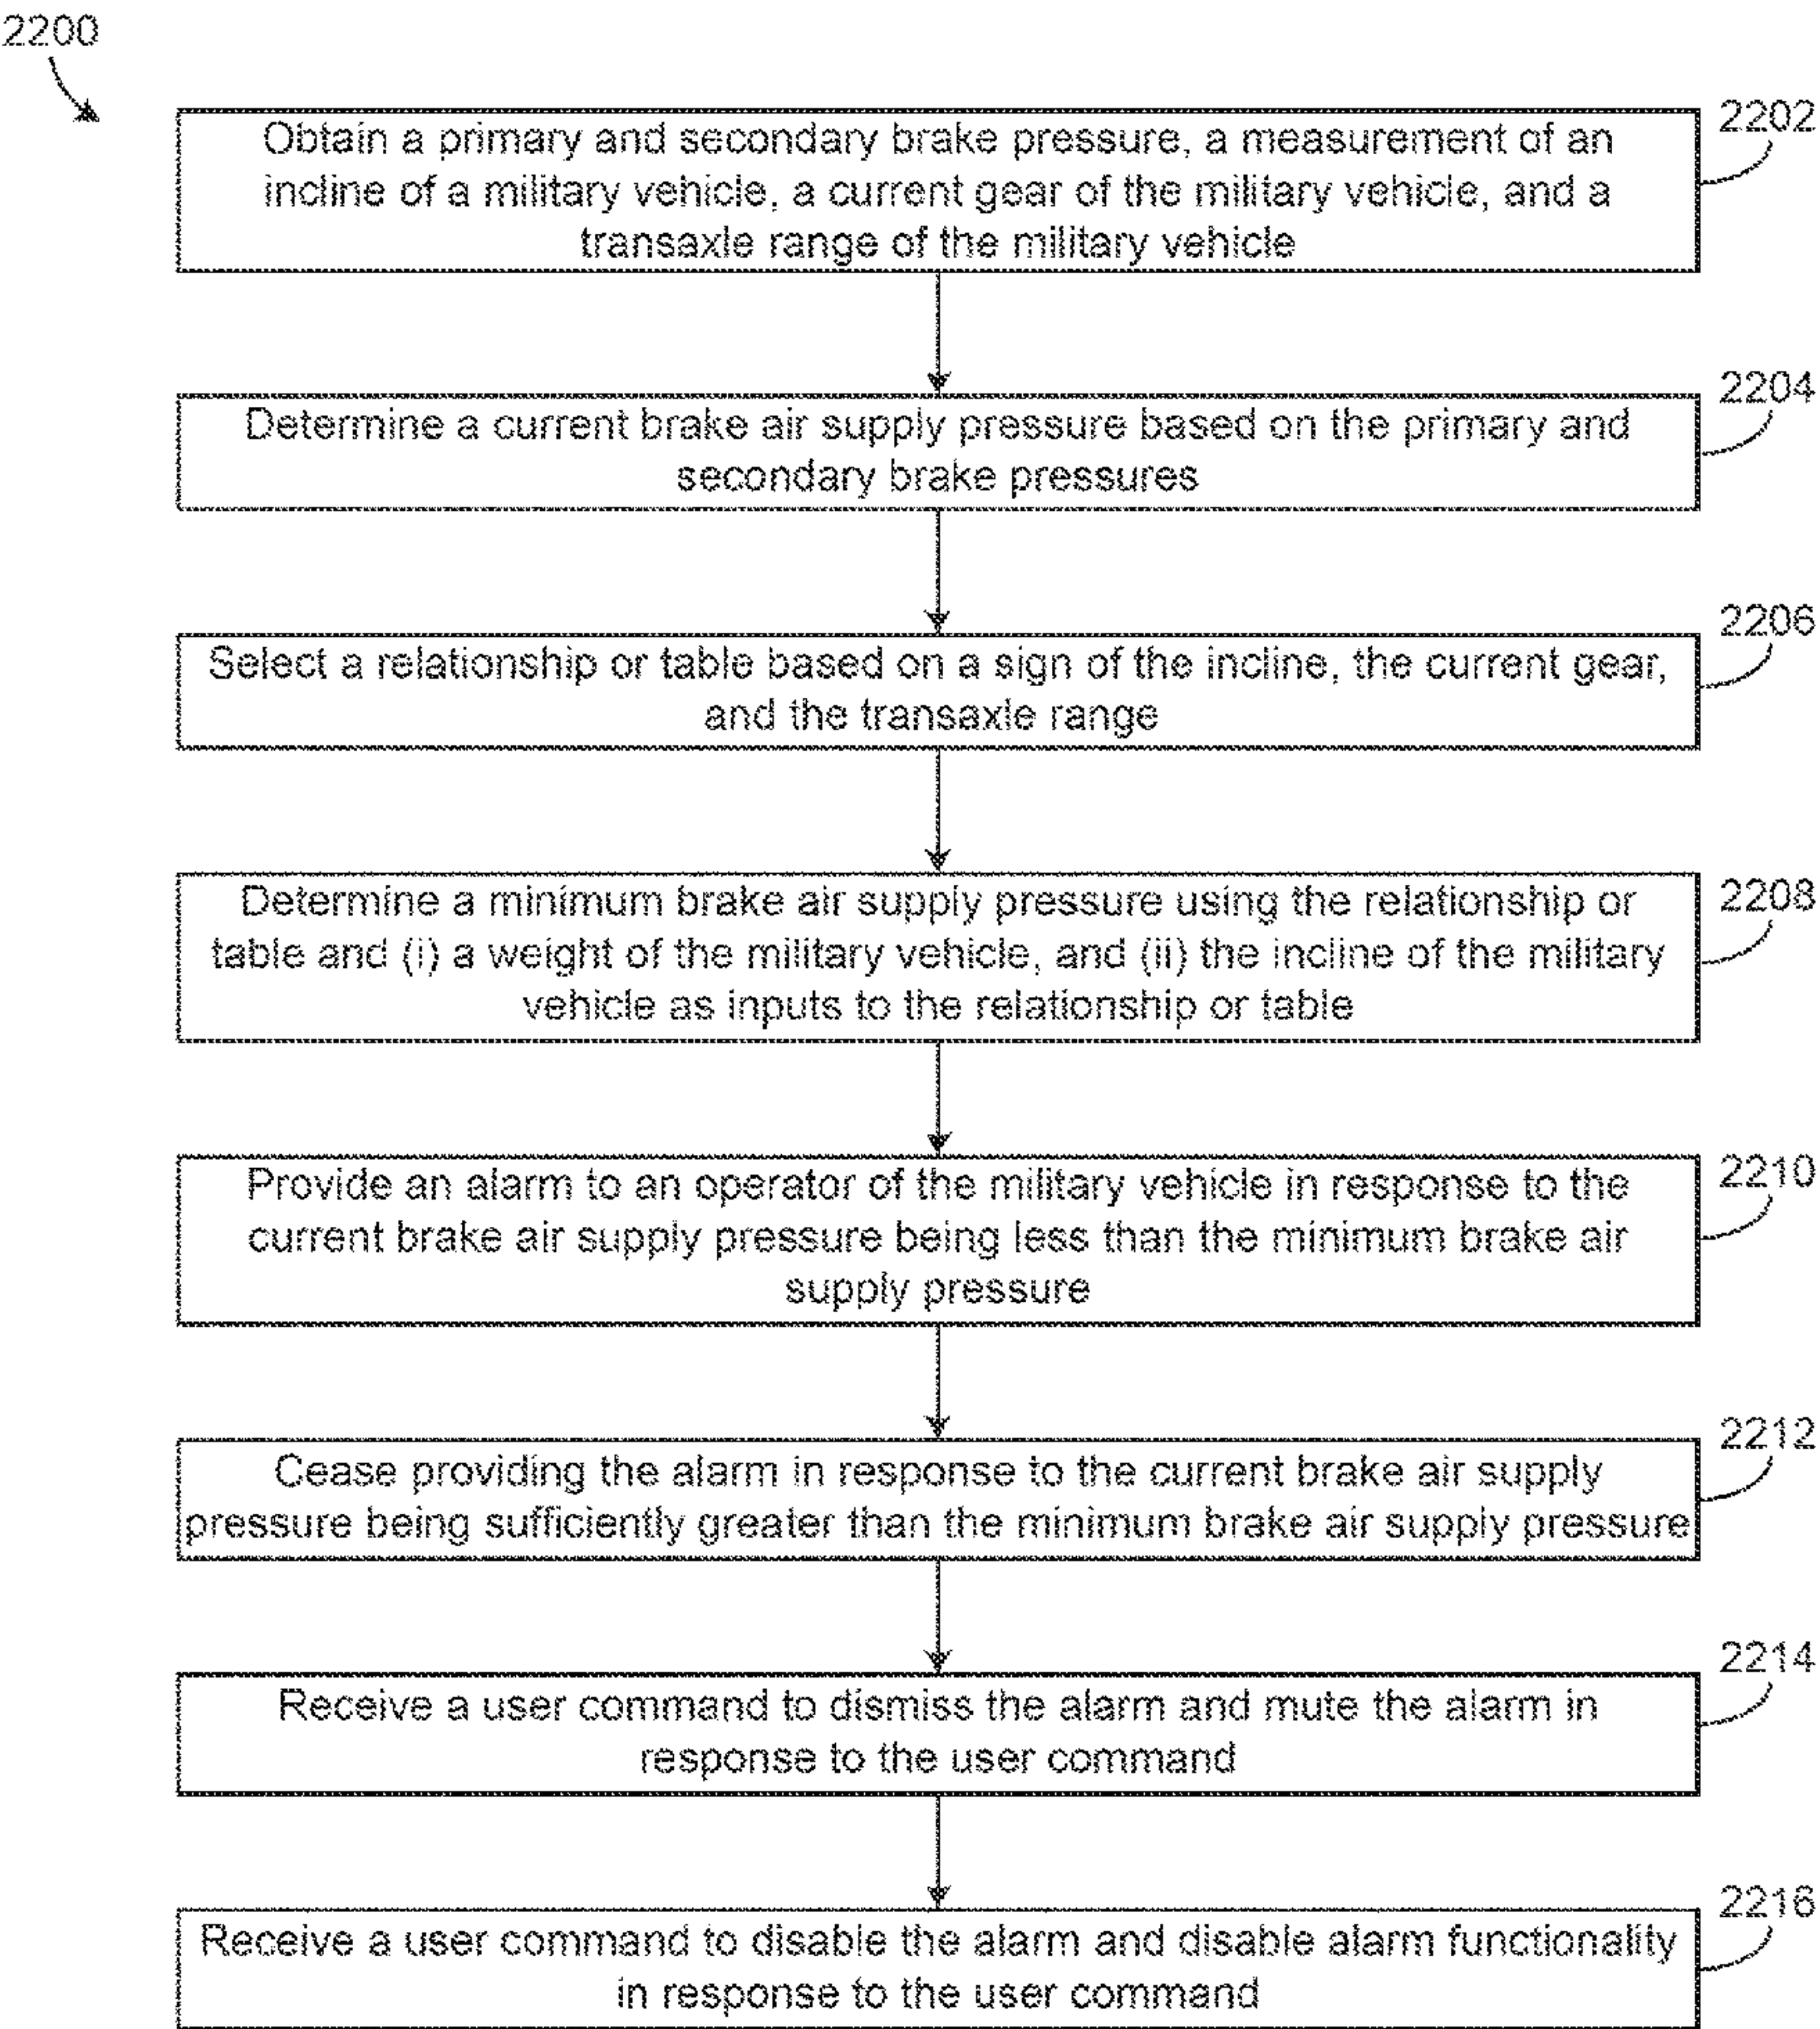 2200
2202
Obtain a primary and secondary brake pressure, a measurement of an
incline of a military vehicle, a current gear of the military vehicle, and a
transaxle range of the military vehicle
2204
Determine a current brake air supply pressure based on the primary and
secondary brake pressures
2206
Select a relationship or table based on a sign of the incline, the current gear,
and the transaxle range
2208
Determine a minimum brake air supply pressure using the relationship or
table and (i) a weight of the military vehicle, and (ii) the incline of the military
vehicle as inputs to the relationship or table
2210
Provide an alarm to an operator of the military vehicle in response to the
current brake air supply pressure being less than the minimum brake air
supply pressure
2212
Cease providing the alarm in response to the current brake air supply
pressure being sufficiently greater than the minimum brake air supply pressure
2214
Receive a user command to dismiss the alarm and mute the alarm in
response to the user command
2216
Receive a user command to disable the alarm and disable alarm functionality
in response to the user command